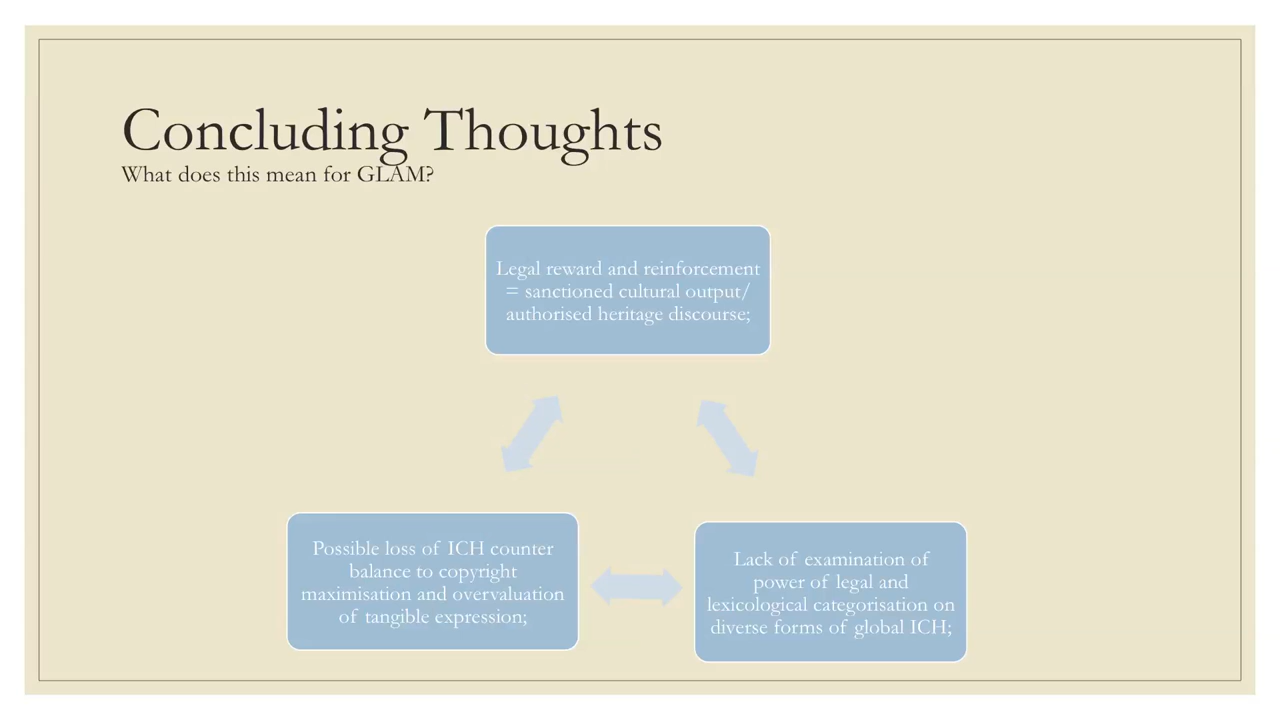 Concluding Thoughts
What does this mean for GLAM?
Legal reward and reinforcement
= sanctioned cultural output/
authorised heritage discourse;
Possible loss of ICH counter
balance to copyright
maximisation and overvaluation
of tangible expression;
Lack of examination of
power of legal and
lexicological categorisation on
diverse forms of global ICH;